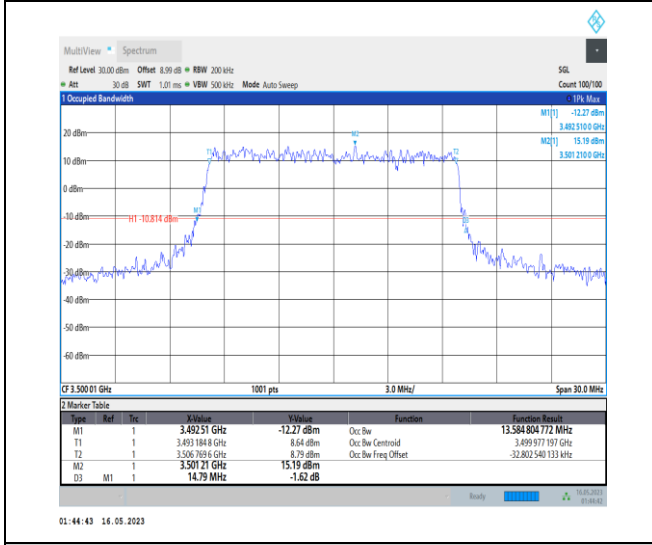 MultiView Spectrum
Ref Level 30.00 dBm Offset 8.99 dB RBW 200 kHz SGL
Att 30 dB SWT 1.01 ms VBW 500 kHz Mode Auto Sweep Count 100/100
1 Occupied Bandwidth 1Pk Max
M1[1] -12.27 dBm
3.492 510 0 GHz
M2[1] 15.19 dBm
3.501 210 0 GHz
20 dBm
M2
T1 T2
10 dBm
0 dBm
M1
-10 dBm
H1 -10.814 dBm
-20 dBm
-30 dBm
-40 dBm
-50 dBm
-60 dBm
CF 3.500 01 GHz 1001 pts 3.0 MHz/ Span 30.0 MHz
2 Marker Table
Type Ref Trc X-Value Y-Value Function Function Result
M1 1 3.492 51 GHz -12.27 dBm Occ Bw 13.584 804 772 MHz
T1 1 3.493 184 8 GHz 8.64 dBm Occ Bw Centroid 3.499 977 197 GHz
T2 1 3.506 769 6 GHz 8.79 dBm Occ Bw Freq Offset -32.802 540 133 kHz
M2 1 3.501 21 GHz 15.19 dBm
D3 M1 1 14.79 MHz -1.62 dB
Ready 16.05.2023
01:44:42
01:44:43 16.05.2023